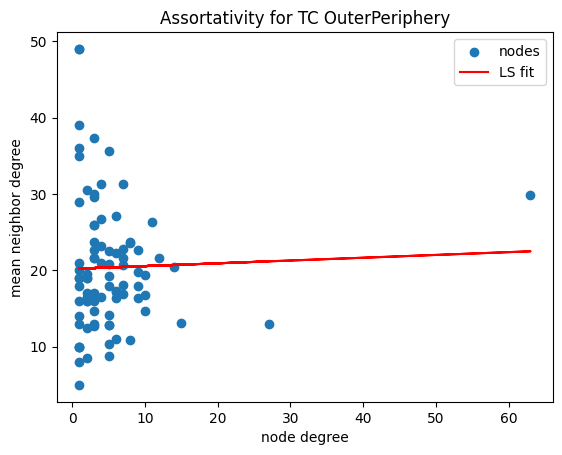 Assortativity for TC OuterPeriphery
nodes
LS fit
mean neighbor degree
50
40
30
20
10
0 10 20 30 40 50 60
node degree